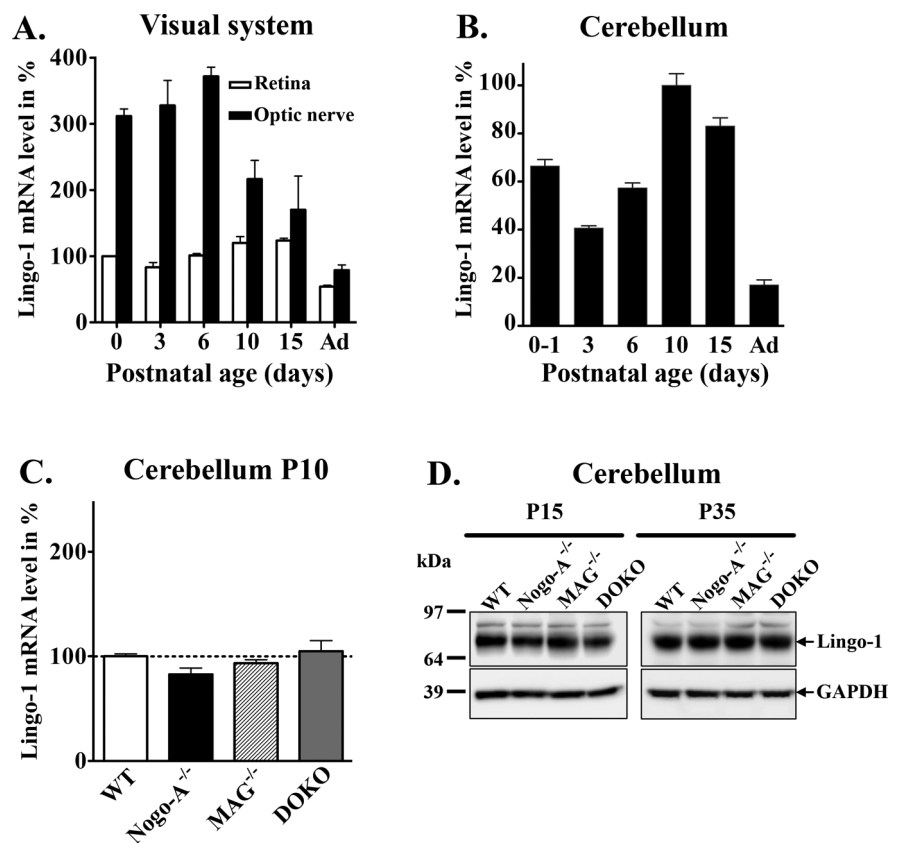 A.
Visual system
Lingo-1 mRNA level in %
400
300
200
100
0
Retina
Optic nerve
0 3 6 10 15 Ad
Postnatal age (days)
B.
Cerebellum
Lingo-1 mRNA level in %
100
80
60
40
20
0
0-1 3 6 10 15 Ad
Postnatal age (days)
C.
Cerebellum P10
Lingo-1 mRNA level in %
200
100
0
WT Nogo-A-/- MAG-/- DOKO
D.
Cerebellum
P15 P35
kDa
WT Nogo-A-/- MAG-/- DOKO WT Nogo-A-/- MAG-/- DOKO
97
64
39
Lingo-1
GAPDH